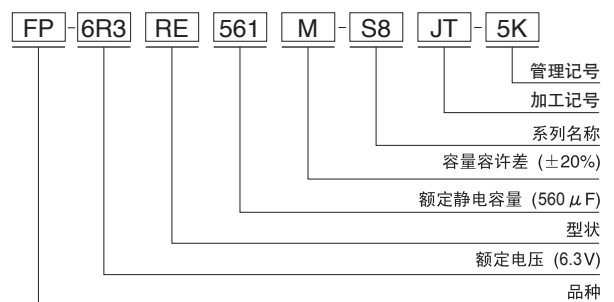 FP-6R3 RE 561 M-S8 JT-5K
管理记号
加工记号
系列名称
容量容许差 (±20%)
额定静电容量 (560μF)
型状
额定电压 (6.3V)
品种